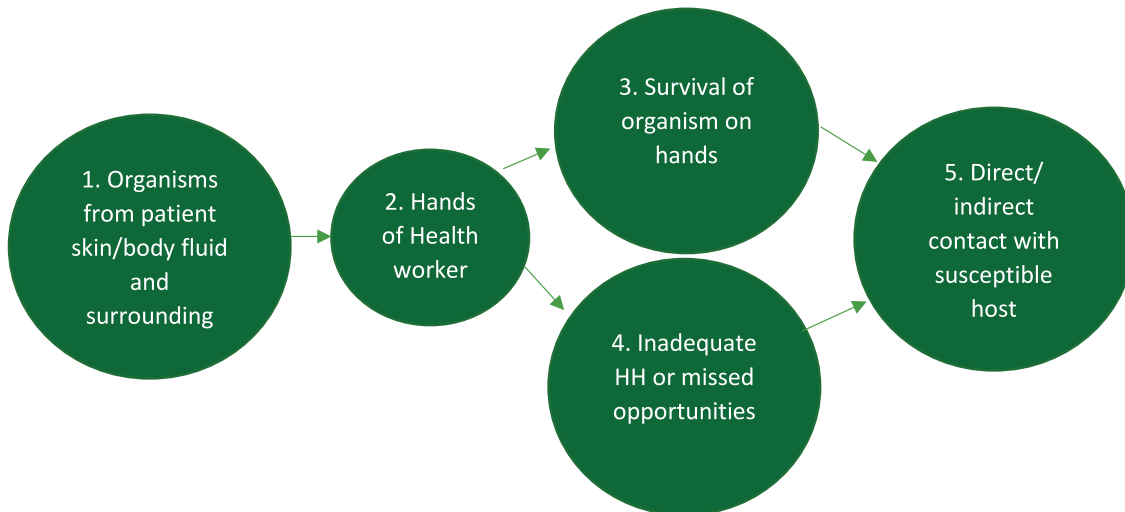 1. Organisms
from patient
skin/body fluid
and
surrounding
2. Hands
of Health
worker
3. Survival of
organism on
hands
4. Inadequate
HH or missed
opportunities
5. Direct/
indirect
contact with
susceptible
host